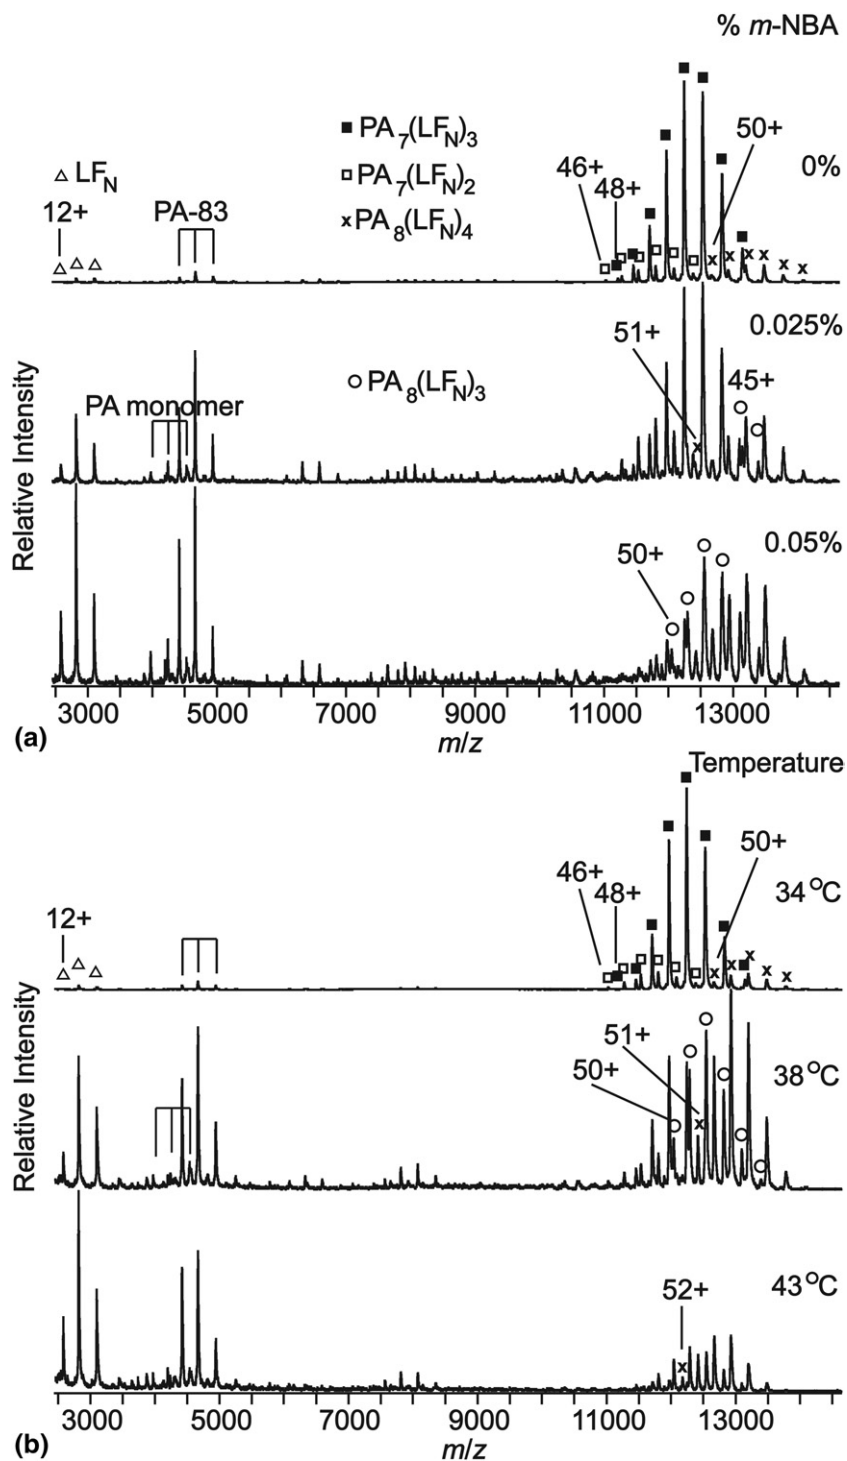 % m-NBA
■ PA7(LFN)3
50+
△ LFN
□ PA7(LFN)2
46+
0%
12+
PA-83
x PA8(LFN)4
48+
0.025%
51+
○ PA8(LFN)3
45+
PA monomer
0.05%
50+
Relative Intensity
3000 5000 7000 9000 11000 13000
(a)
m/z
Temperature
50+
46+
48+
34 °C
12+
51+
50+
38 °C
Relative Intensity
52+
43 °C
3000 5000 7000 9000 11000 13000
(b)
m/z